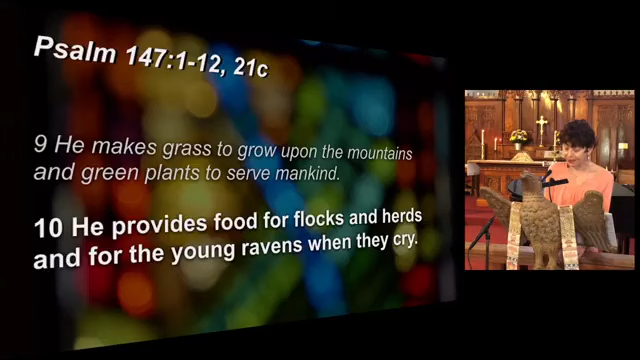 Psalm 147:1-12, 21c
9 He makes grass to grow upon the mountains
and green plants to serve mankind.
10 He provides food for flocks and herds
and for the young ravens when they cry.